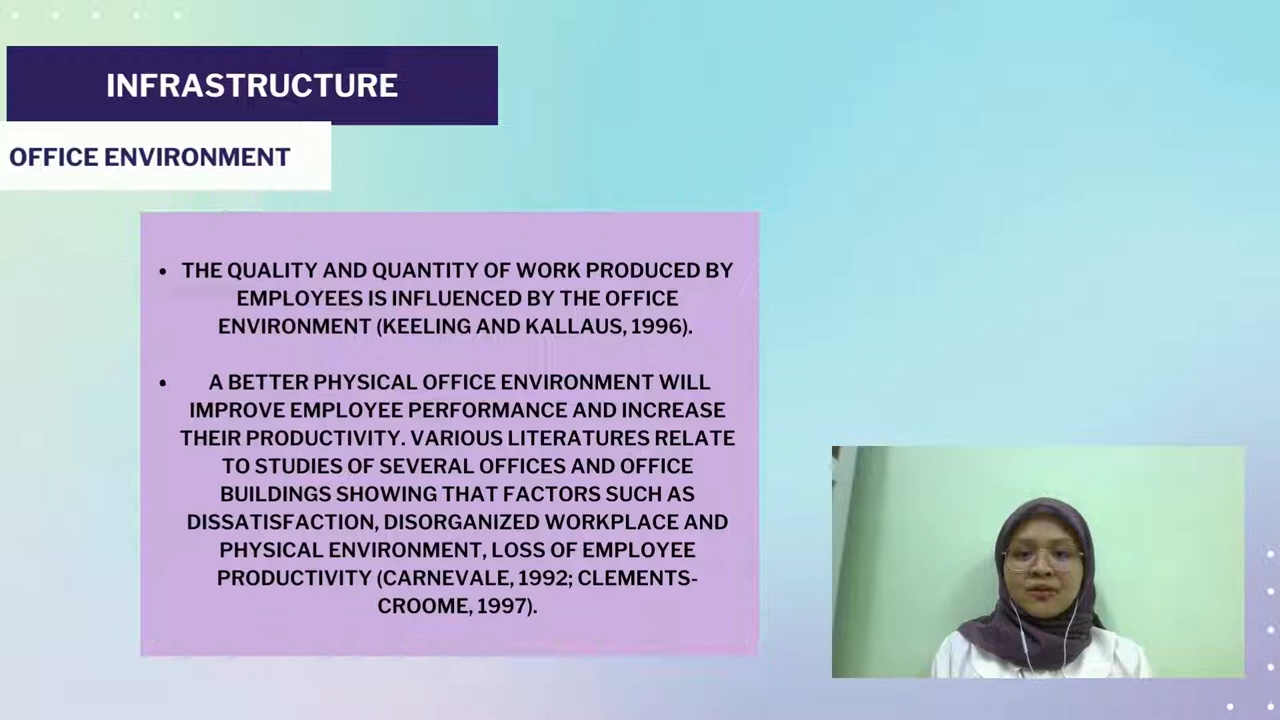 INFRASTRUCTURE
OFFICE ENVIRONMENT
• THE QUALITY AND QUANTITY OF WORK PRODUCED BY
EMPLOYEES IS INFLUENCED BY THE OFFICE
ENVIRONMENT (KEELING AND KALLAUS, 1996).
• A BETTER PHYSICAL OFFICE ENVIRONMENT WILL
IMPROVE EMPLOYEE PERFORMANCE AND INCREASE
THEIR PRODUCTIVITY. VARIOUS LITERATURES RELATE
TO STUDIES OF SEVERAL OFFICES AND OFFICE
BUILDINGS SHOWING THAT FACTORS SUCH AS
DISSATISFACTION, DISORGANIZED WORKPLACE AND
PHYSICAL ENVIRONMENT, LOSS OF EMPLOYEE
PRODUCTIVITY (CARNEVALE, 1992; CLEMENTS-
CROOME, 1997).